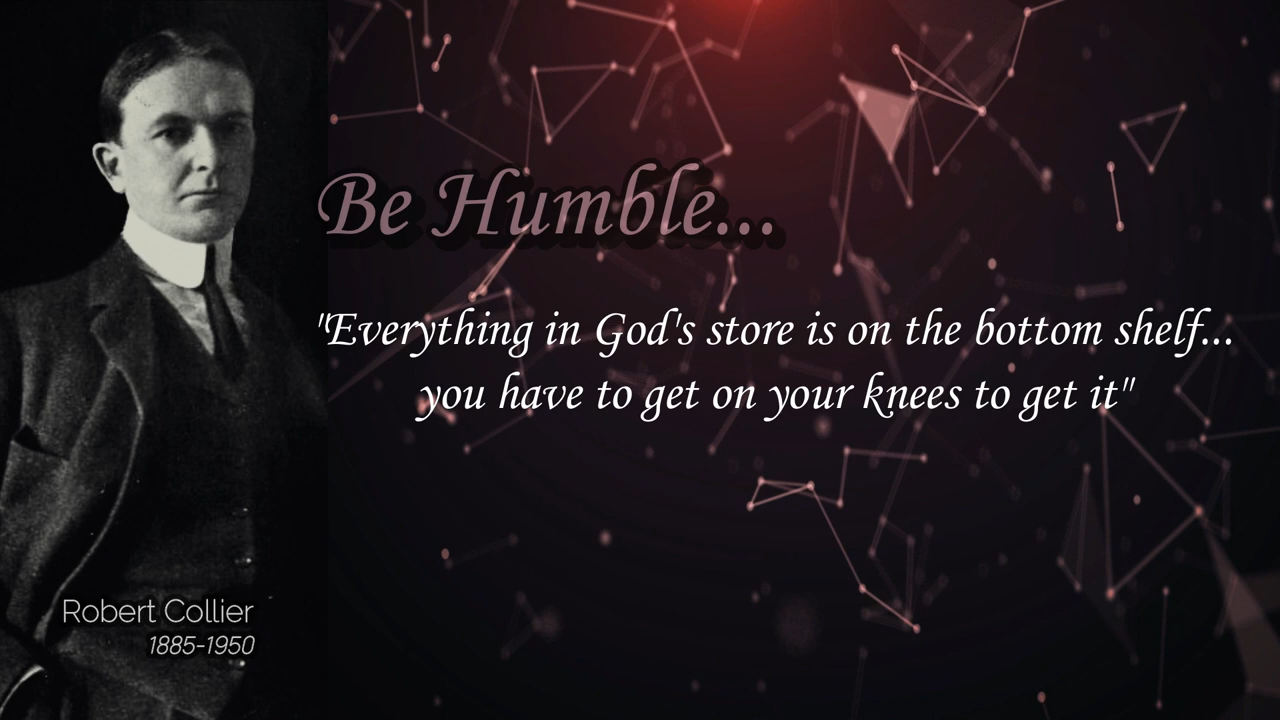 Be Humble...
"Everything in God's store is on the bottom shelf...
you have to get on your knees to get it"
Robert Collier
1885-1950